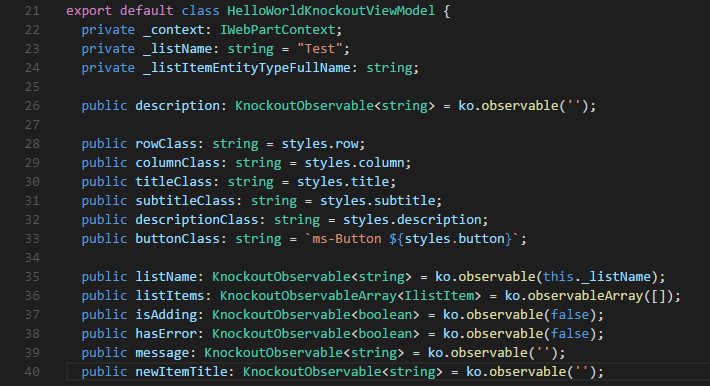 21 export default class HelloWorldKnockoutViewModel {
22 private _context: IWebPartContext;
23 private _listName: string = "Test";
24 private _listItemEntityTypeFullName: string;
25
26 public description: KnockoutObservable<string> = ko.observable('');
27
28 public rowClass: string = styles.row;
29 public columnClass: string = styles.column;
30 public titleClass: string = styles.title;
31 public subtitleClass: string = styles.subtitle;
32 public descriptionClass: string = styles.description;
33 public buttonClass: string = `ms-Button ${styles.button}`;
34
35 public listName: KnockoutObservable<string> = ko.observable(this._listName);
36 public listItems: KnockoutObservableArray<IlistItem> = ko.observableArray([]);
37 public isAdding: KnockoutObservable<boolean> = ko.observable(false);
38 public hasError: KnockoutObservable<boolean> = ko.observable(false);
39 public message: KnockoutObservable<string> = ko.observable('');
40 public newItemTitle: KnockoutObservable<string> = ko.observable('');